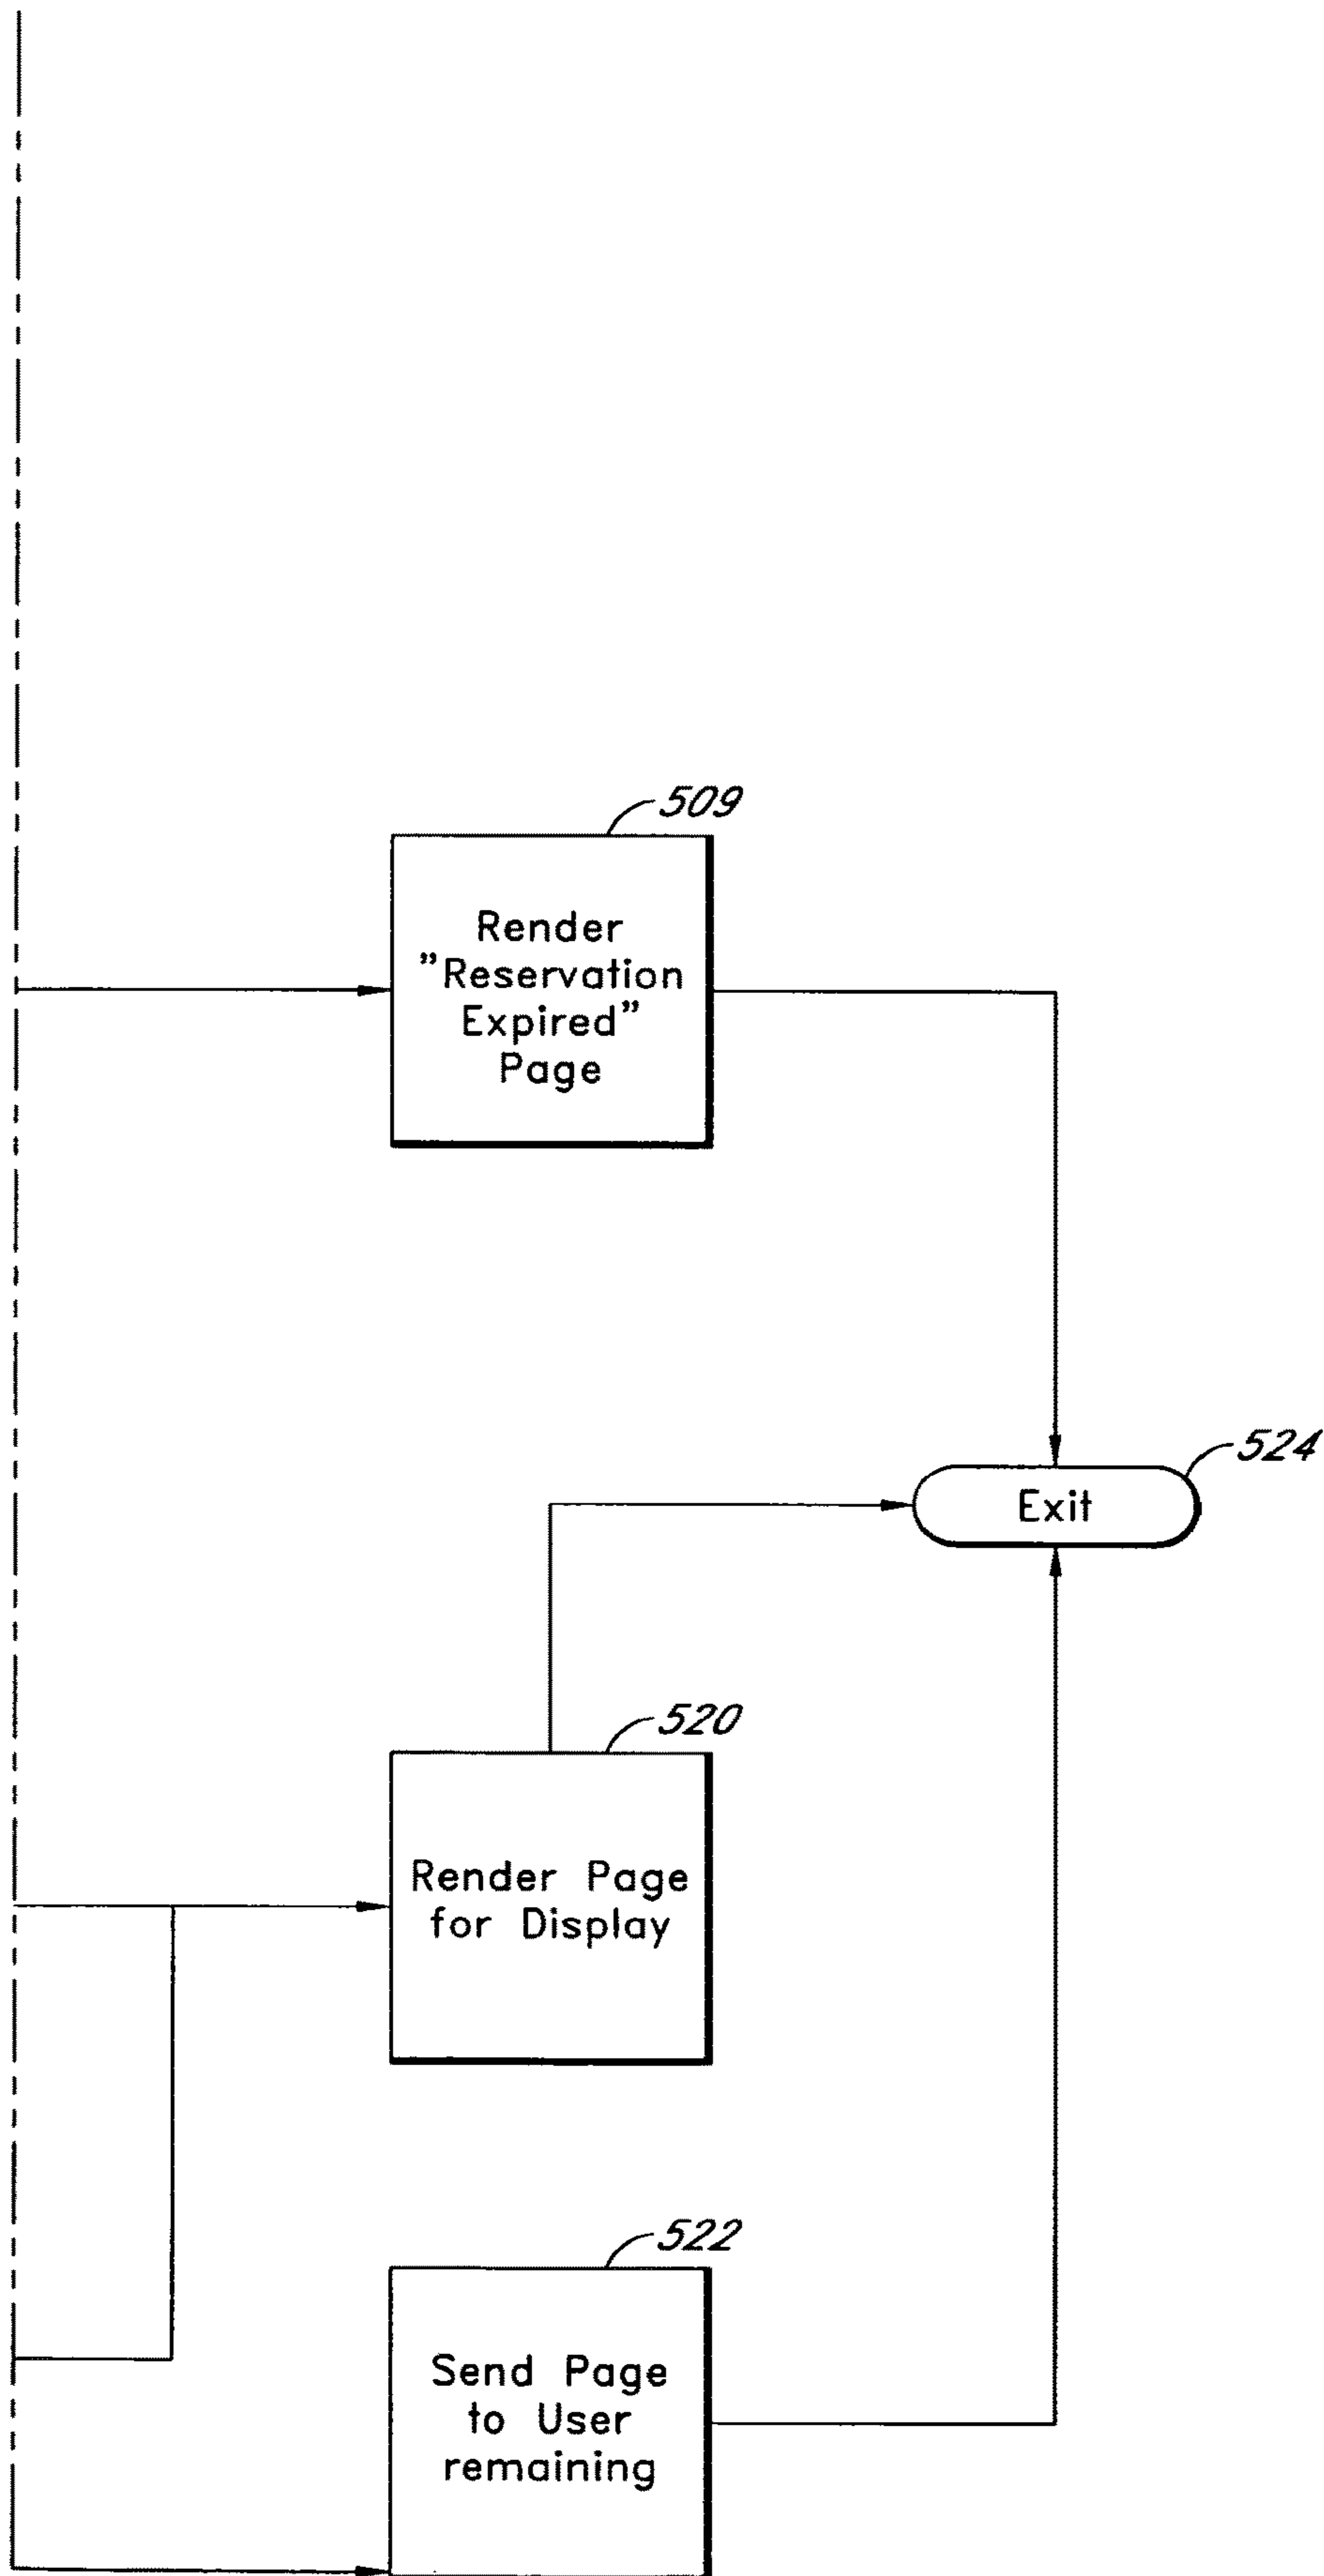 509
Render
"Reservation
Expired"
Page
524
Exit
520
Render Page
for Display
522
Send Page
to User
remaining